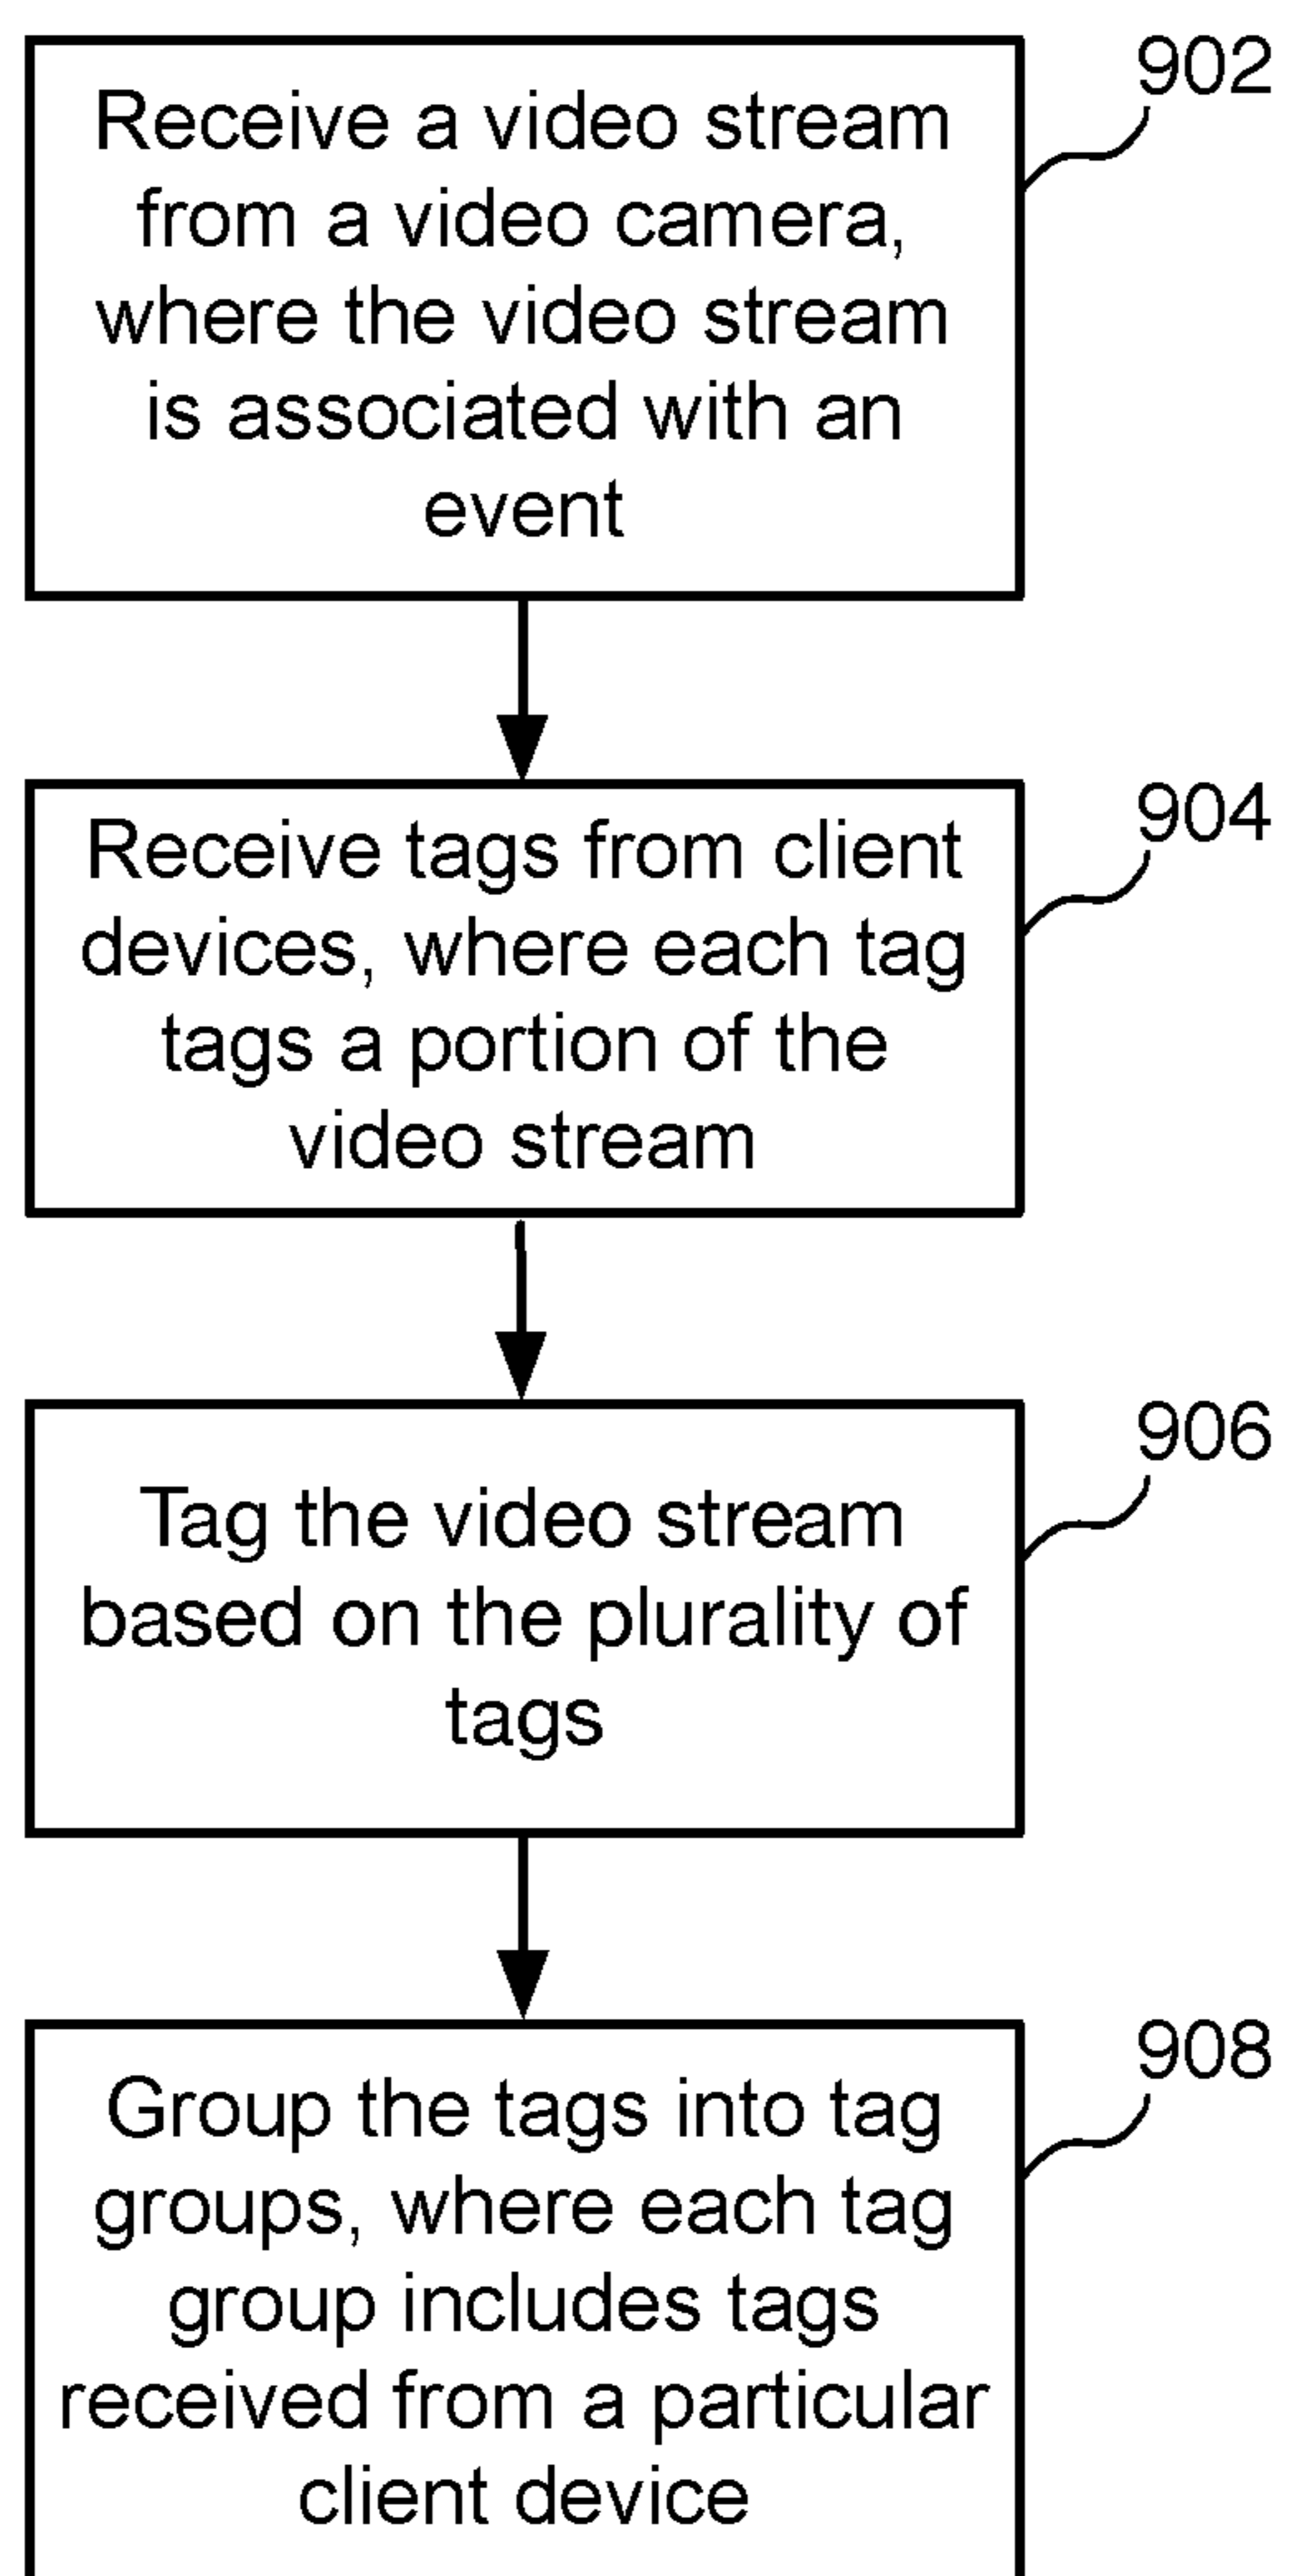 902
Receive a video stream
from a video camera,
where the video stream
is associated with an
event
904
Receive tags from client
devices, where each tag
tags a portion of the
video stream
906
Tag the video stream
based on the plurality of
tags
908
Group the tags into tag
groups, where each tag
group includes tags
received from a particular
client device